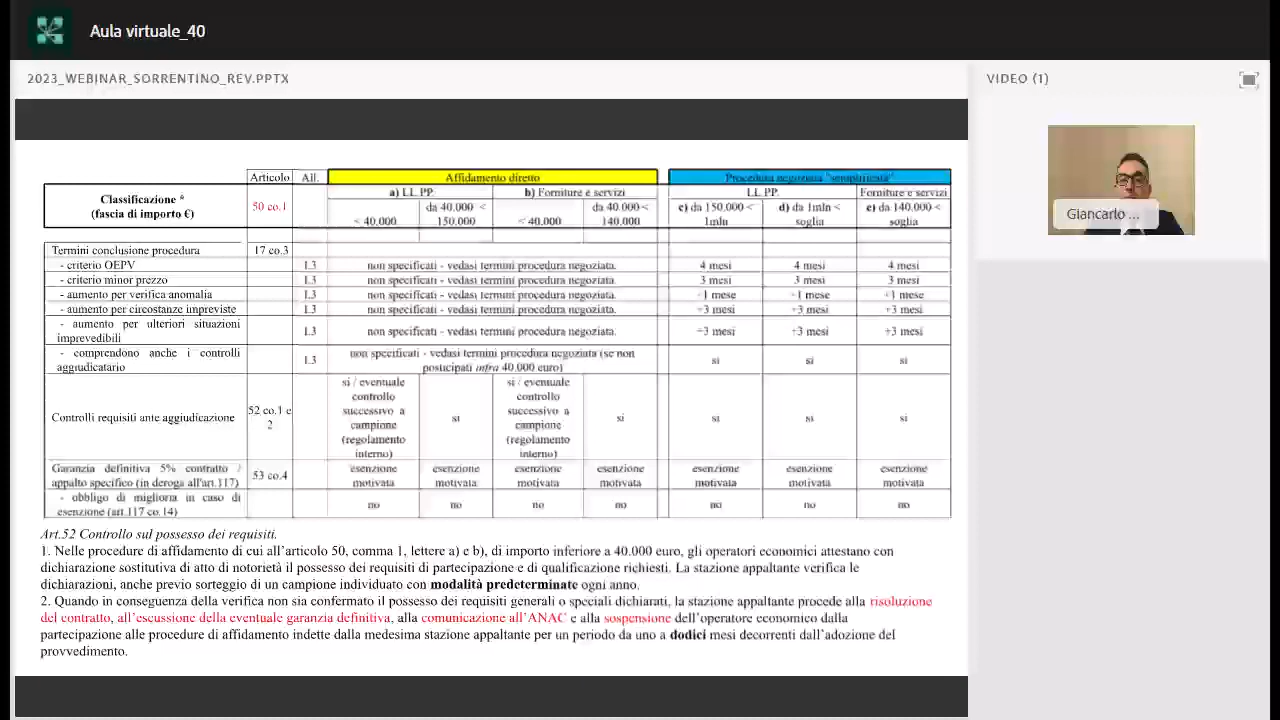 Aula virtuale_40
2023_WEBINAR_SORRENTINO_REV.PPTX
VIDEO (1)
Giancarlo ...
Articolo All. Affidamento diretto Procedura negoziata "semplificata"
Classificazione * (fascia di importo €) 50 co.1 a) LL.PP. b) Forniture e servizi LL.PP. Forniture e servizi
< 40.000 da 40.000 < 150.000 < 40.000 da 40.000 < 140.000 c) da 150.000 < 1mln d) da 1mln < soglia e) da 140.000 < soglia
Termini conclusione procedura 17 co.3
- criterio OEPV I.3 non specificati - vedasi termini procedura negoziata. 4 mesi 4 mesi 4 mesi
- criterio minor prezzo I.3 non specificati - vedasi termini procedura negoziata. 3 mesi 3 mesi 3 mesi
- aumento per verifica anomalia I.3 non specificati - vedasi termini procedura negoziata. +1 mese +1 mese +1 mese
- aumento per circostanze impreviste I.3 non specificati - vedasi termini procedura negoziata. +3 mesi +3 mesi +3 mesi
- aumento per ulteriori situazioni imprevedibili I.3 non specificati - vedasi termini procedura negoziata. +3 mesi +3 mesi +3 mesi
- comprendono anche i controlli aggiudicatario I.3 non specificati - vedasi termini procedura negoziata (se non posticipati infra 40.000 euro) si si si
Controlli requisiti ante aggiudicazione 52 co.1 e 2 si / eventuale controllo successivo a campione (regolamento interno) si si / eventuale controllo successivo a campione (regolamento interno) si si si si
Garanzia definitiva 5% contratto / appalto specifico (in deroga all'art.117) 53 co.4 esenzione motivata esenzione motivata esenzione motivata esenzione motivata esenzione motivata esenzione motivata esenzione motivata
- obbligo di miglioria in caso di esenzione (art.117 co.14) no no no no no no no
Art.52 Controllo sul possesso dei requisiti.
1. Nelle procedure di affidamento di cui all'articolo 50, comma 1, lettere a) e b), di importo inferiore a 40.000 euro, gli operatori economici attestano con
dichiarazione sostitutiva di atto di notorietà il possesso dei requisiti di partecipazione e di qualificazione richiesti. La stazione appaltante verifica le
dichiarazioni, anche previo sorteggio di un campione individuato con modalità predeterminate ogni anno.
2. Quando in conseguenza della verifica non sia confermato il possesso dei requisiti generali o speciali dichiarati, la stazione appaltante procede alla risoluzione
del contratto, all'escussione della eventuale garanzia definitiva, alla comunicazione all'ANAC e alla sospensione dell'operatore economico dalla
partecipazione alle procedure di affidamento indette dalla medesima stazione appaltante per un periodo da uno a dodici mesi decorrenti dall'adozione del
provvedimento.